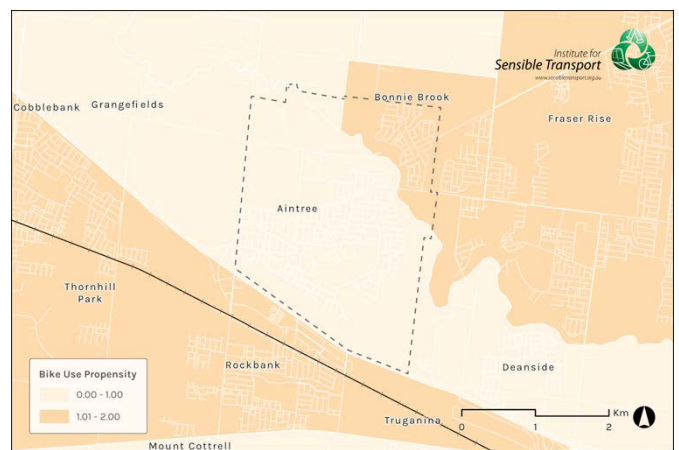 Institute for
Sensible Transport
www.sensibletransport.org.au
Bonnie Brook
Cobblebank
Grangefields
Fraser Rise
Aintree
Thornhill
Park
Rockbank
Deanside
Bike Use Propensity
0.00 - 1.00
1.01 - 2.00
Truganina
Km
0 1 2
Mount Cottrell